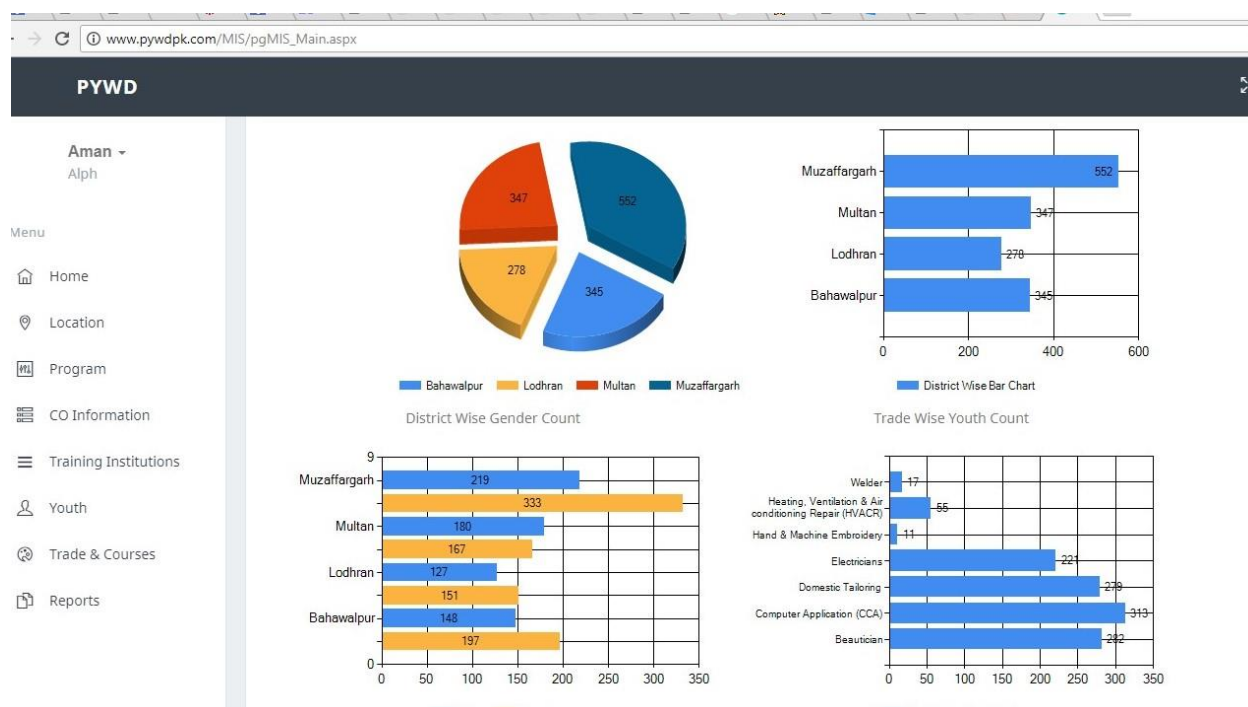 www.pywdpk.com/MIS/pgMIS_Main.aspx
PYWD
Aman
Alph
Menu
Home
Location
Program
CO Information
Training Institutions
Youth
Trade & Courses
Reports
347
552
278
345
Bahawalpur Lodhran Multan Muzaffargarh
Muzaffargarh 552
Multan 347
Lodhran 278
Bahawalpur 345
0 200 400 600
District Wise Bar Chart
District Wise Gender Count
9
Muzaffargarh 219
333
Multan 180
167
Lodhran 127
151
Bahawalpur 148
197
0
0 50 100 150 200 250 300 350
Trade Wise Youth Count
Welder 17
Heating, Ventilation & Air
conditioning Repair (HVACR) 55
Hand & Machine Embroidery 11
Electricians 221
Domestic Tailoring 279
Computer Application (CCA) 313
Beautician 282
0 50 100 150 200 250 300 350